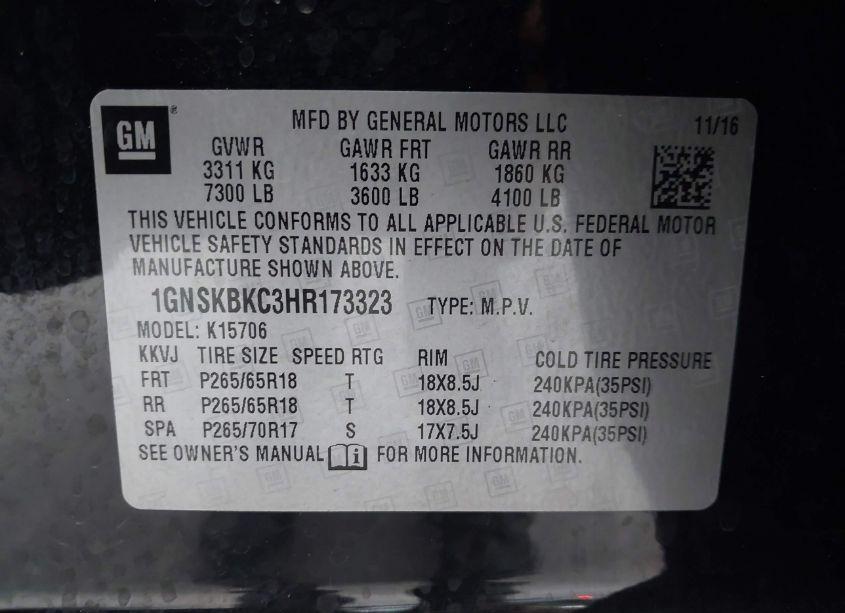 GM®
MFD BY GENERAL MOTORS LLC 11/16
GVWR GAWR FRT GAWR RR
3311 KG 1633 KG 1860 KG
7300 LB 3600 LB 4100 LB
THIS VEHICLE CONFORMS TO ALL APPLICABLE U.S. FEDERAL MOTOR
VEHICLE SAFETY STANDARDS IN EFFECT ON THE DATE OF
MANUFACTURE SHOWN ABOVE.
1GNSKBKC3HR173323 TYPE: M.P.V.
MODEL: K15706
KKVJ TIRE SIZE SPEED RTG RIM COLD TIRE PRESSURE
FRT P265/65R18 T 18X8.5J 240KPA(35PSI)
RR P265/65R18 T 18X8.5J 240KPA(35PSI)
SPA P265/70R17 S 17X7.5J 240KPA(35PSI)
SEE OWNER'S MANUAL FOR MORE INFORMATION.